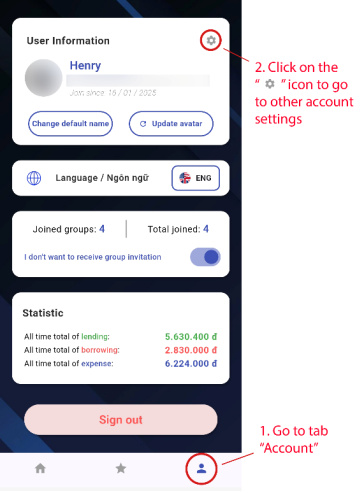 User Information
Henry
Join since: 16 / 01 / 2025
Change default name
Update avatar
Language / Ngôn ngữ
ENG
Joined groups: 4
Total joined: 4
I don't want to receive group invitation
Statistic
All time total of lending: 5.630.400 đ
All time total of borrowing: 2.830.000 đ
All time total of expense: 6.224.000 đ
Sign out
2. Click on the
“ ” icon to go
to other account
settings
1. Go to tab
“Account”